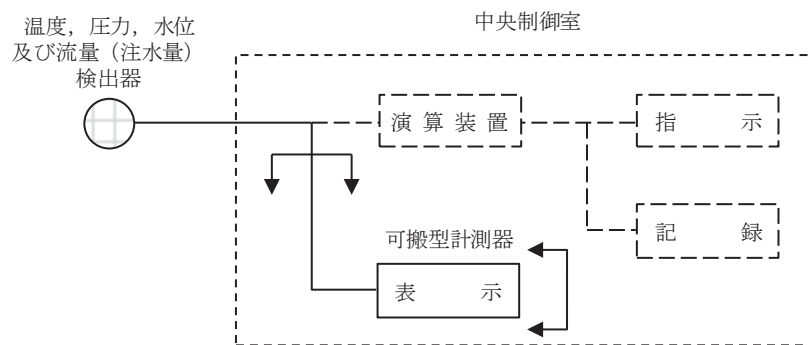 温度，圧力，水位
及び流量（注水量）
検出器
中央制御室
演算装置
指　　示
記　　録
可搬型計測器
表　　示